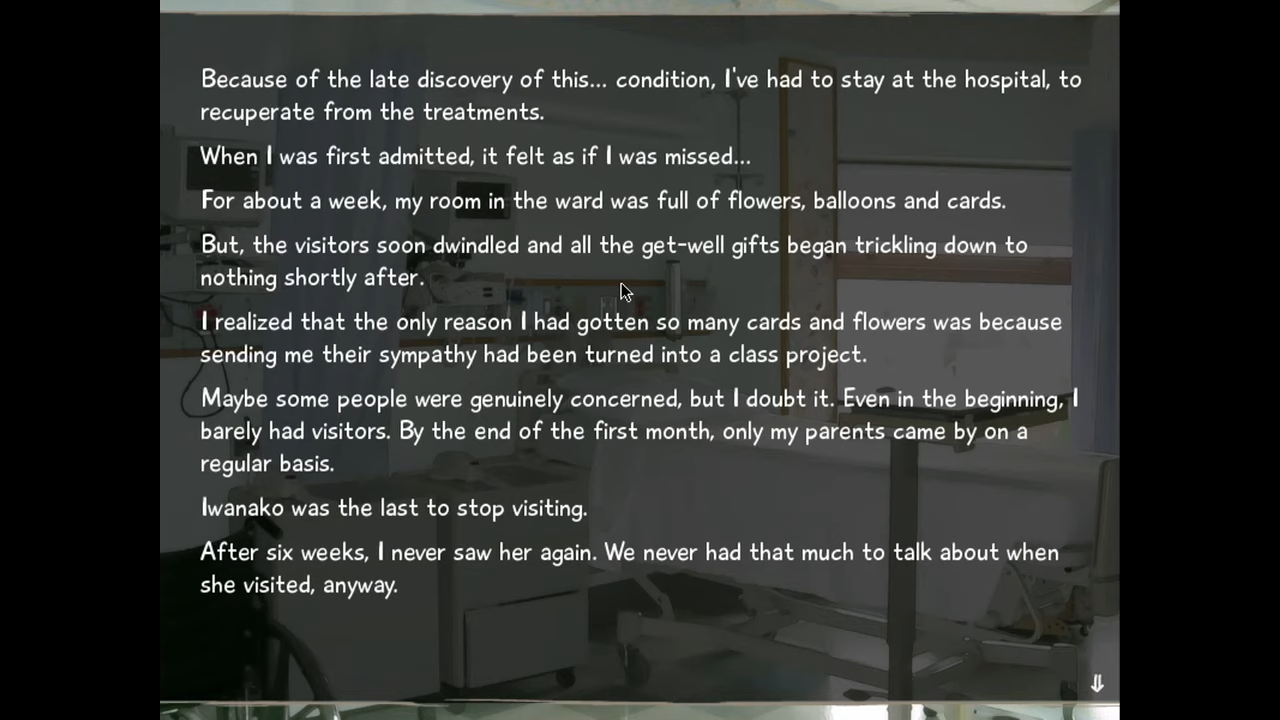 Because of the late discovery of this... condition, I've had to stay at the hospital, to
recuperate from the treatments.
When I was first admitted, it felt as if I was missed...
For about a week, my room in the ward was full of flowers, balloons and cards.
But, the visitors soon dwindled and all the get-well gifts began trickling down to
nothing shortly after.
I realized that the only reason I had gotten so many cards and flowers was because
sending me their sympathy had been turned into a class project.
Maybe some people were genuinely concerned, but I doubt it. Even in the beginning, I
barely had visitors. By the end of the first month, only my parents came by on a
regular basis.
Iwanako was the last to stop visiting.
After six weeks, I never saw her again. We never had that much to talk about when
she visited, anyway.